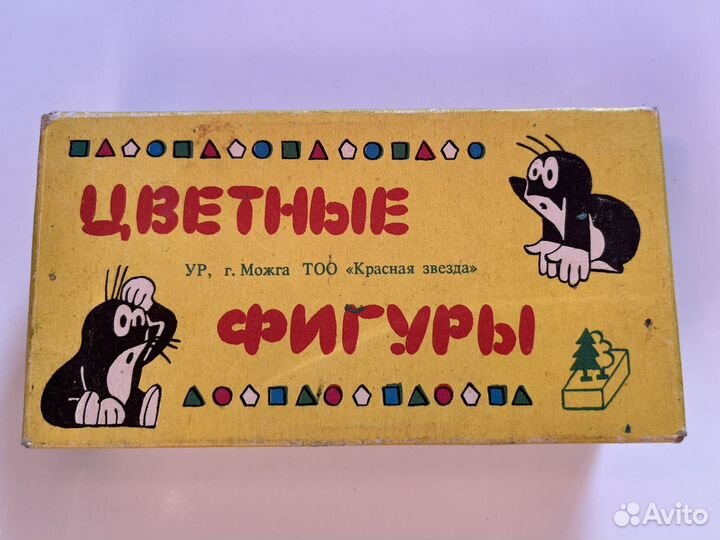 ЦВЕТНЫЕ
УР, г. Можга ТОО «Красная звезда»
ФИГУРЫ
Avito